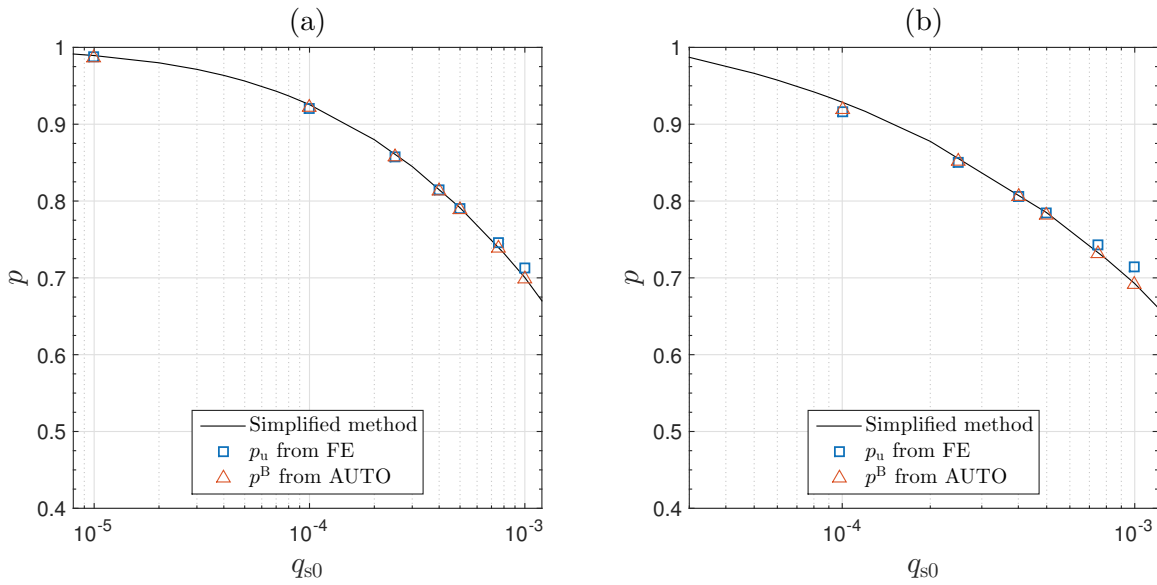 (a)
1
0.9
0.8
0.7
0.6
0.5
0.4
p
Simplified method
p_u from FE
p^B from AUTO
10^-5
10^-4
10^-3
q_s0
(b)
1
0.9
0.8
0.7
0.6
0.5
0.4
p
Simplified method
p_u from FE
p^B from AUTO
10^-4
10^-3
q_s0